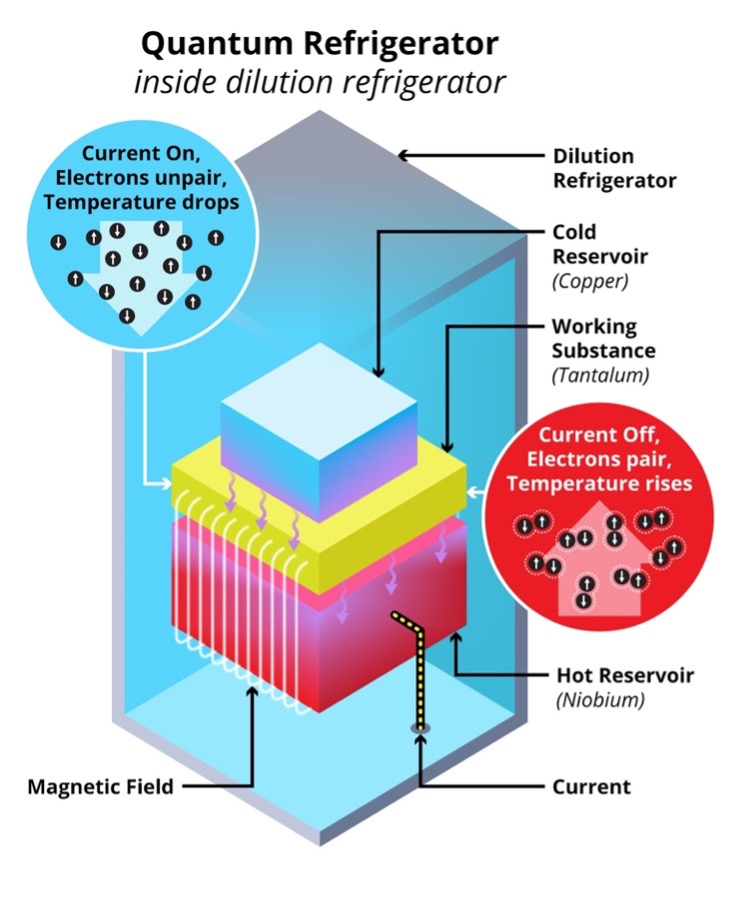 Quantum Refrigerator
inside dilution refrigerator
Current On,
Electrons unpair,
Temperature drops
Dilution
Refrigerator
Cold
Reservoir
(Copper)
Working
Substance
(Tantalum)
Current Off,
Electrons pair,
Temperature rises
Hot Reservoir
(Niobium)
Magnetic Field
Current